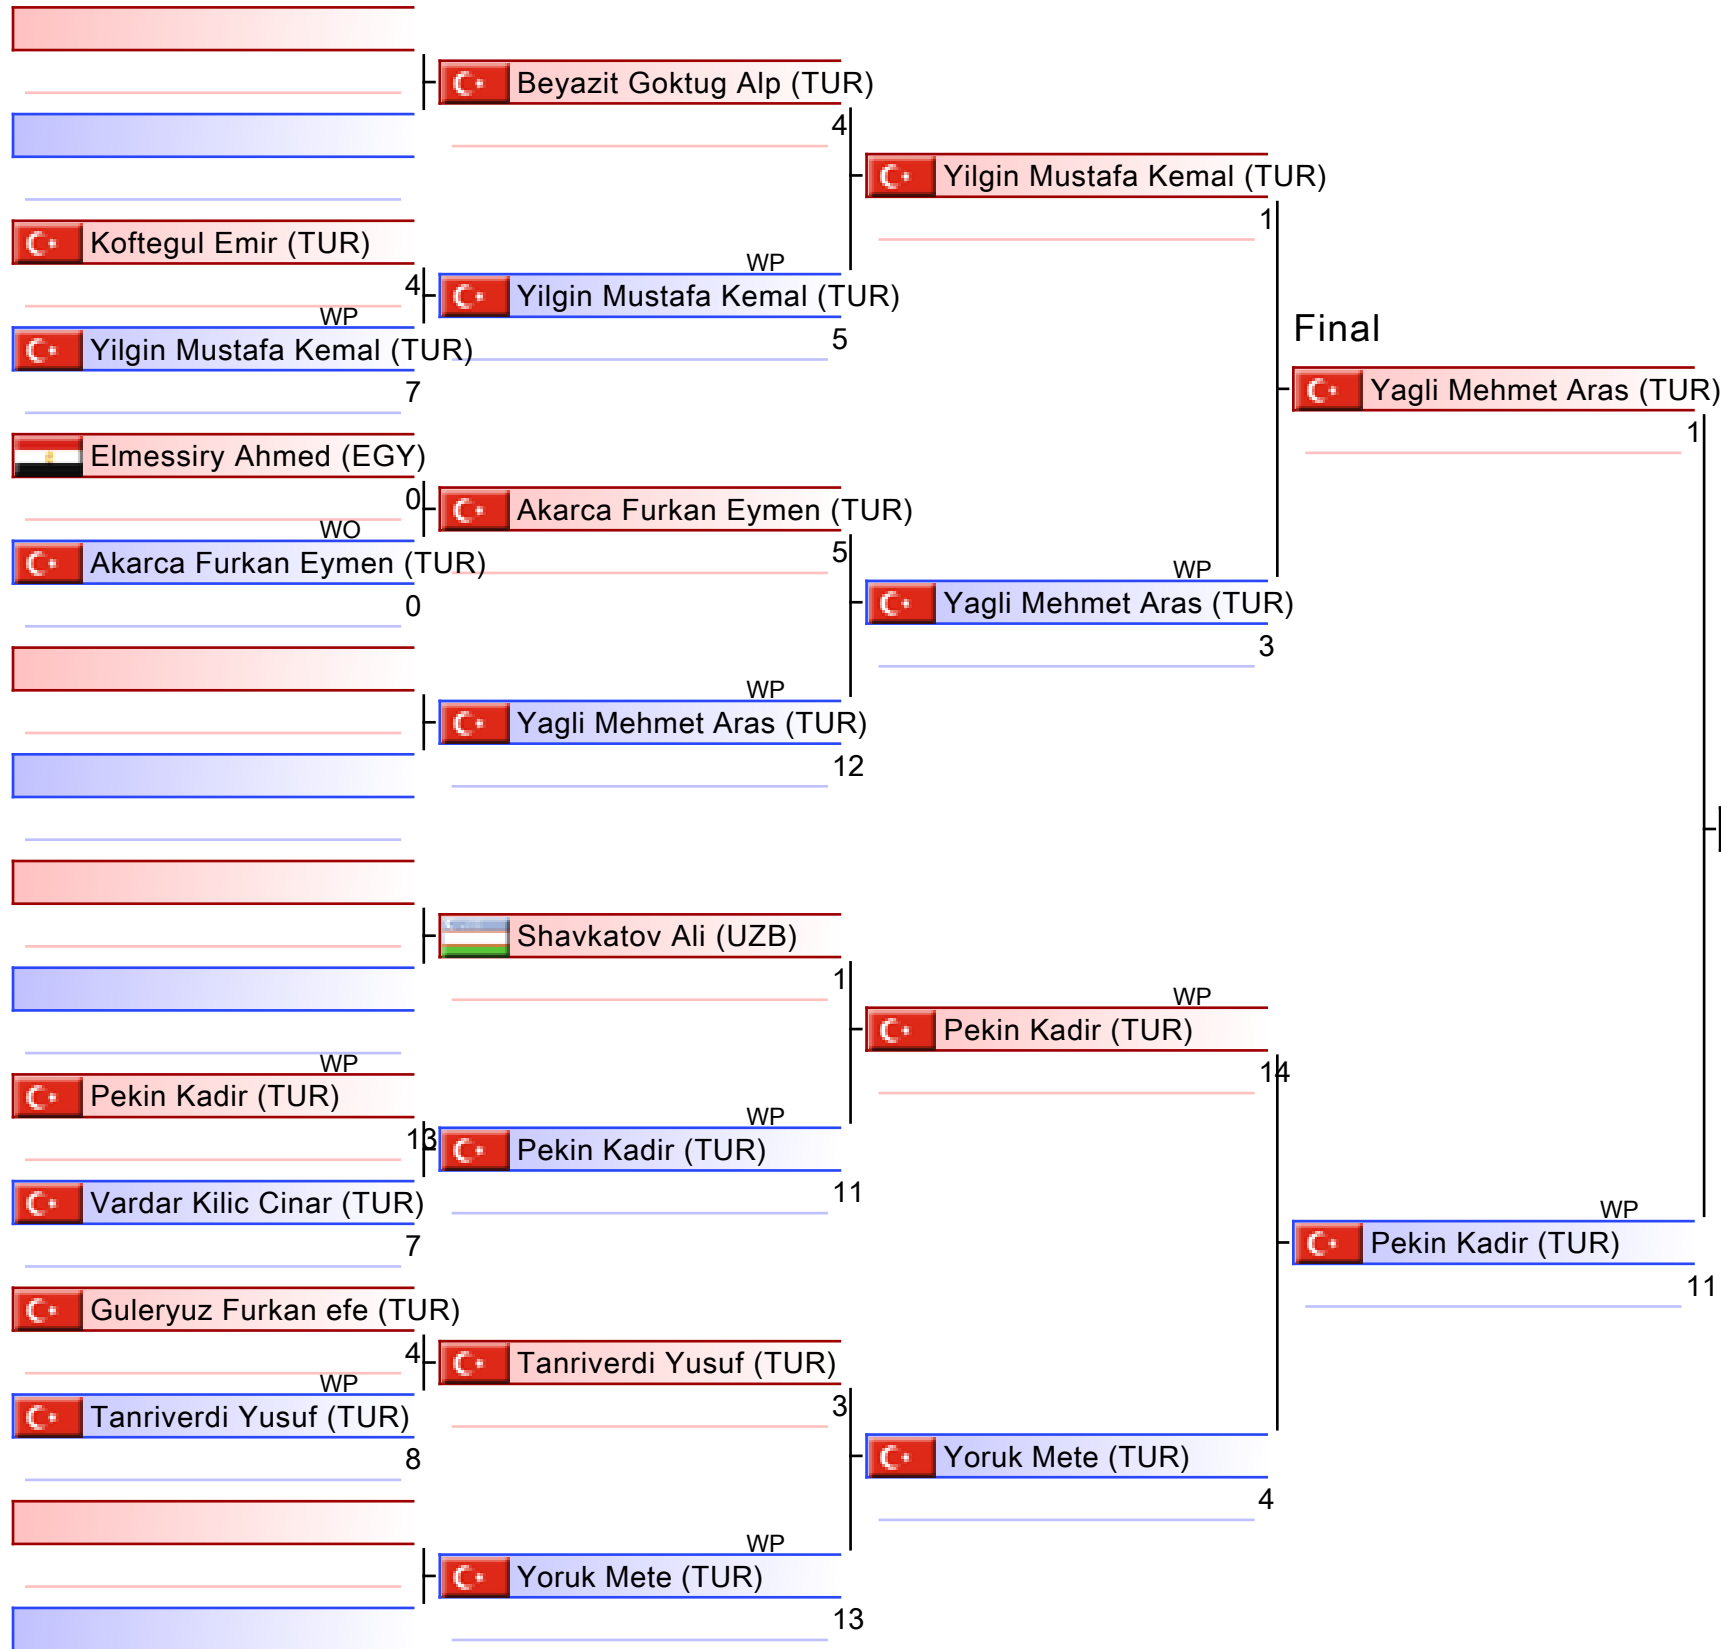 Beyazit Goktug Alp (TUR)
4
Yilgin Mustafa Kemal (TUR)
1
Koftegul Emir (TUR)
4
WP
Yilgin Mustafa Kemal (TUR)
5
WP
Yilgin Mustafa Kemal (TUR)
7
Final
Yagli Mehmet Aras (TUR)
1
Elmessiry Ahmed (EGY)
0
Akarca Furkan Eymen (TUR)
5
WO
Akarca Furkan Eymen (TUR)
0
WP
Yagli Mehmet Aras (TUR)
3
WP
Yagli Mehmet Aras (TUR)
12
Shavkatov Ali (UZB)
1
WP
Pekin Kadir (TUR)
14
WP
Pekin Kadir (TUR)
13
WP
Pekin Kadir (TUR)
11
Vardar Kilic Cinar (TUR)
7
WP
Pekin Kadir (TUR)
11
Guleryuz Furkan efe (TUR)
4
Tanriverdi Yusuf (TUR)
3
WP
Tanriverdi Yusuf (TUR)
8
Yoruk Mete (TUR)
4
WP
Yoruk Mete (TUR)
13